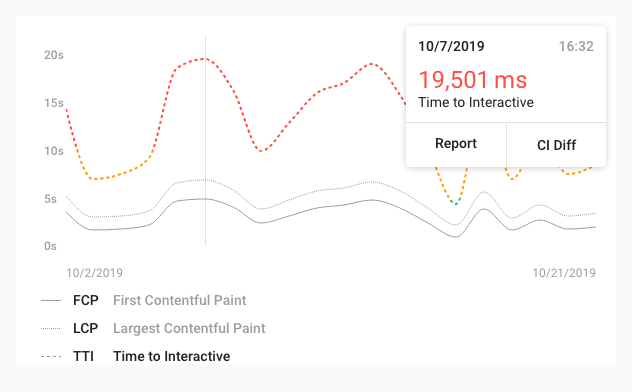 10/7/2019 16:32
19,501 ms
Time to Interactive
Report CI Diff
20s
15s
10s
5s
0s
10/2/2019 10/21/2019
FCP First Contentful Paint
LCP Largest Contentful Paint
TTI Time to Interactive